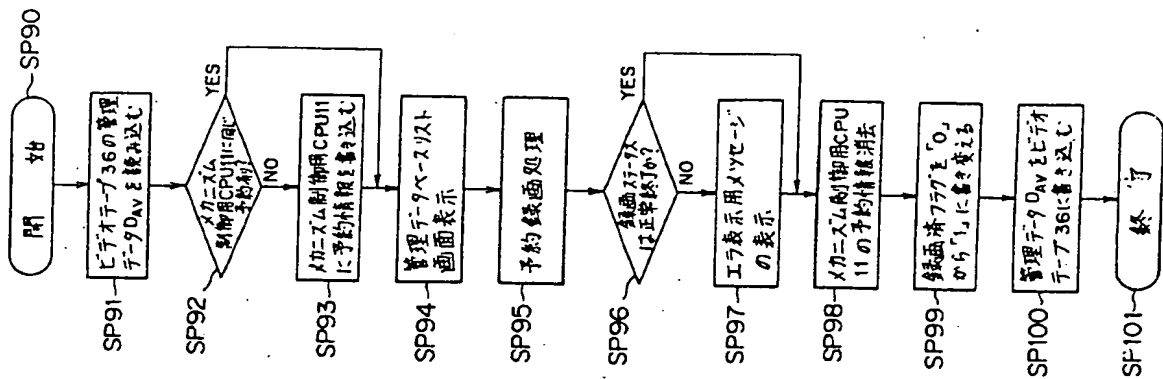 開 始
SP90
ビデオテープ36の管理
データDAVを読み込む
SP91
メカニズム
制御用CPU11に同じ
予約有?
YES
NO
SP92
メカニズム制御用CPU11
に予約情報を書き込む
SP93
管理データベースリスト
画面表示
SP94
予約録画処理
SP95
録画ステータス
は正常終了か?
YES
NO
SP96
エラ表示用メッセージ
の表示
SP97
メカニズム制御用CPU
11の予約情報消去
SP98
録画済フラグを「0」
から「1」に書き変える
SP99
管理データDAVをビデオ
テープ36に書き込む
SP100
終 了
SP101